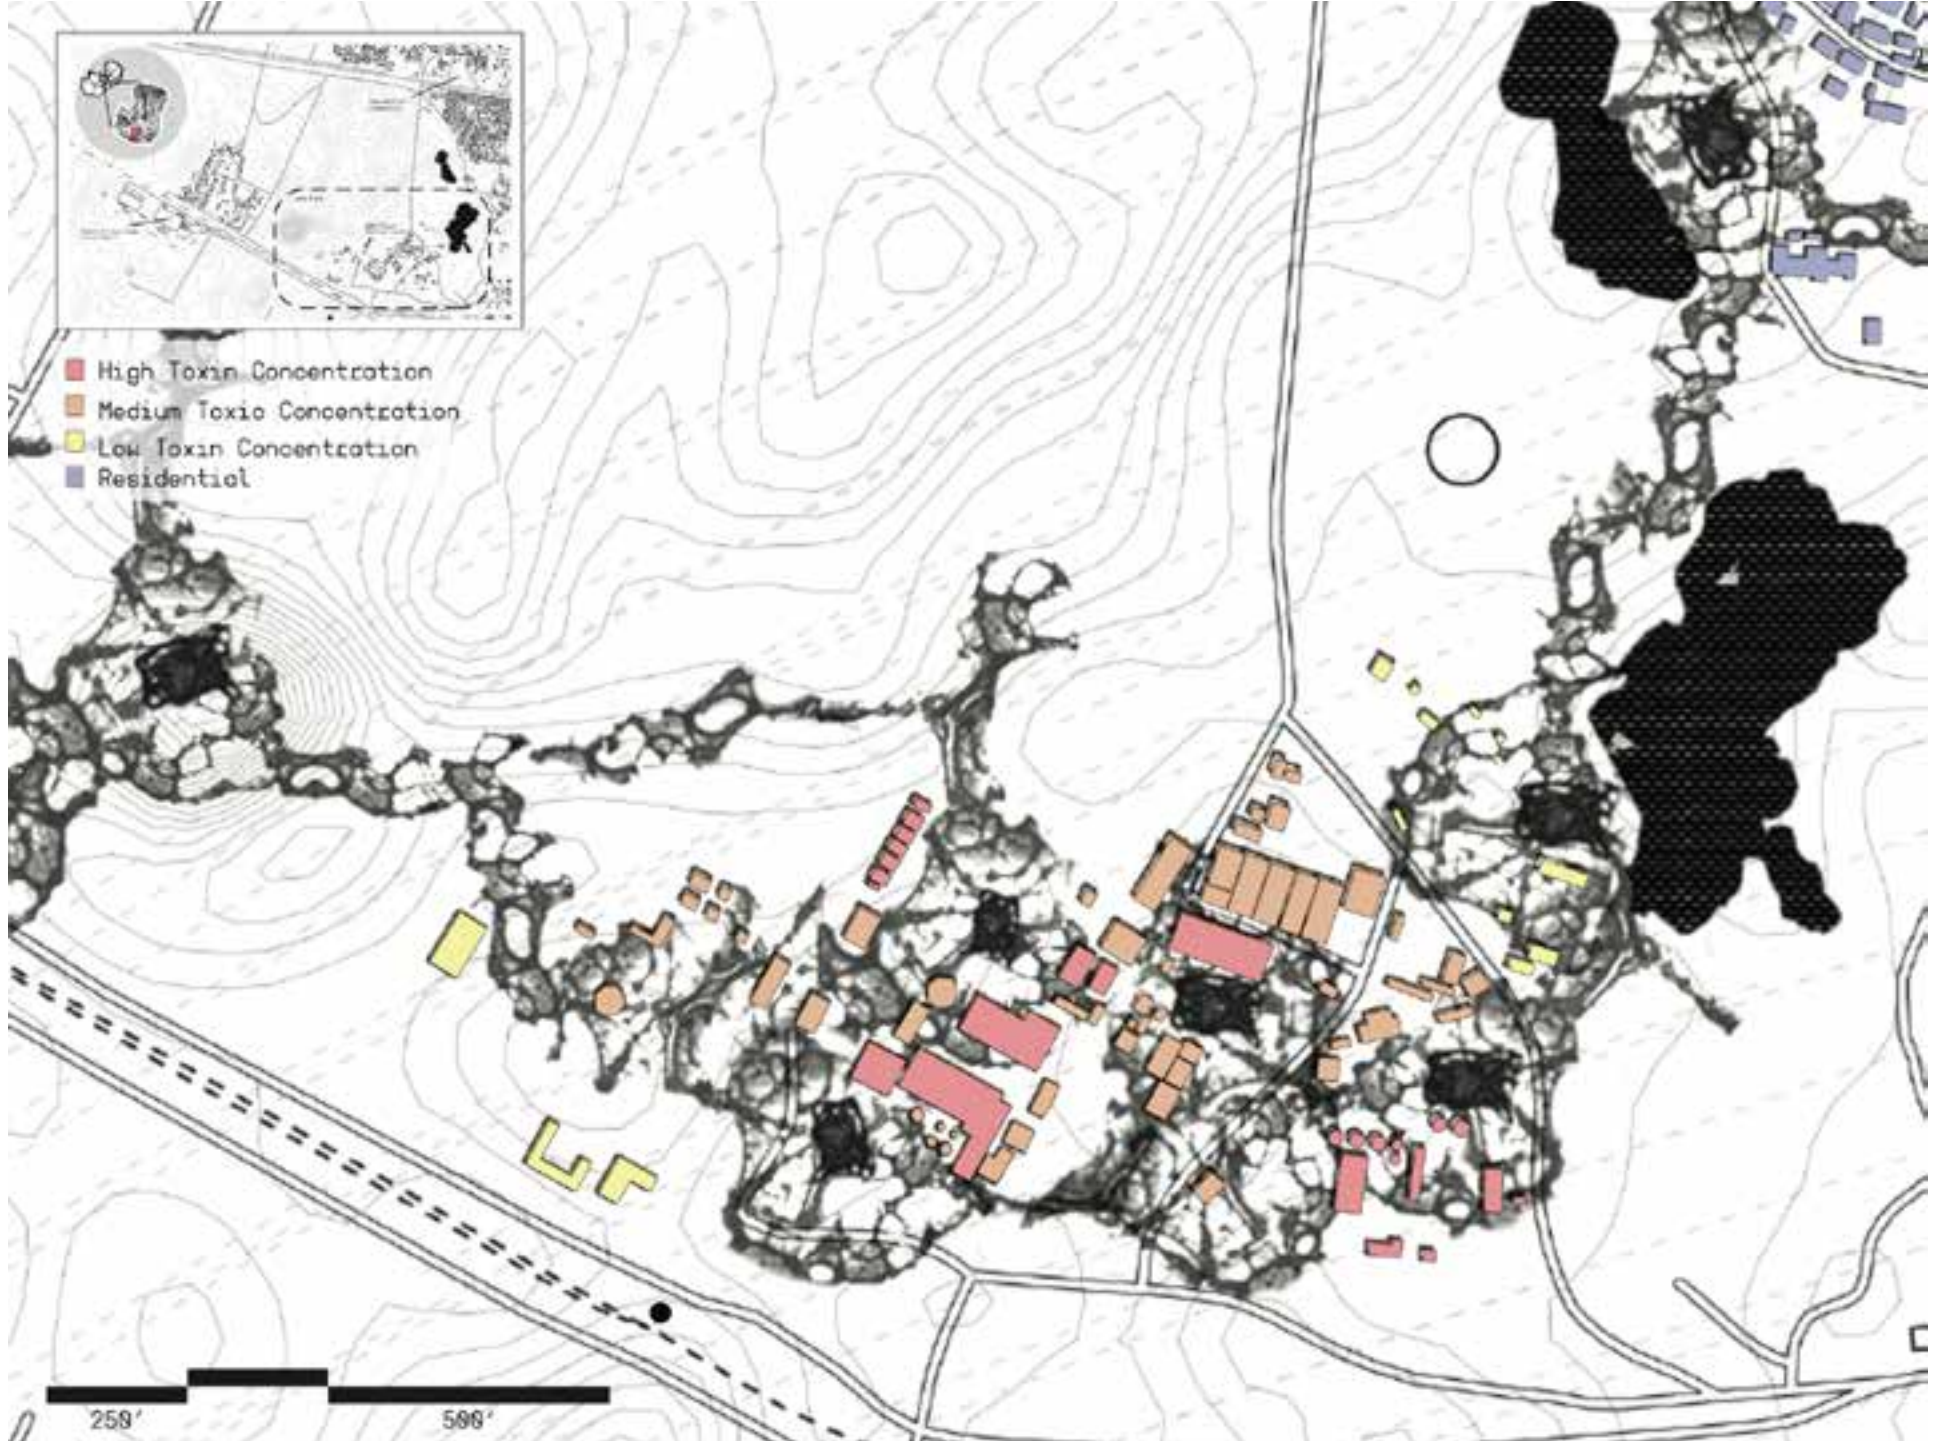 High Toxin Concentration
Medium Toxic Concentration
Low Toxin Concentration
Residential
250'
500'